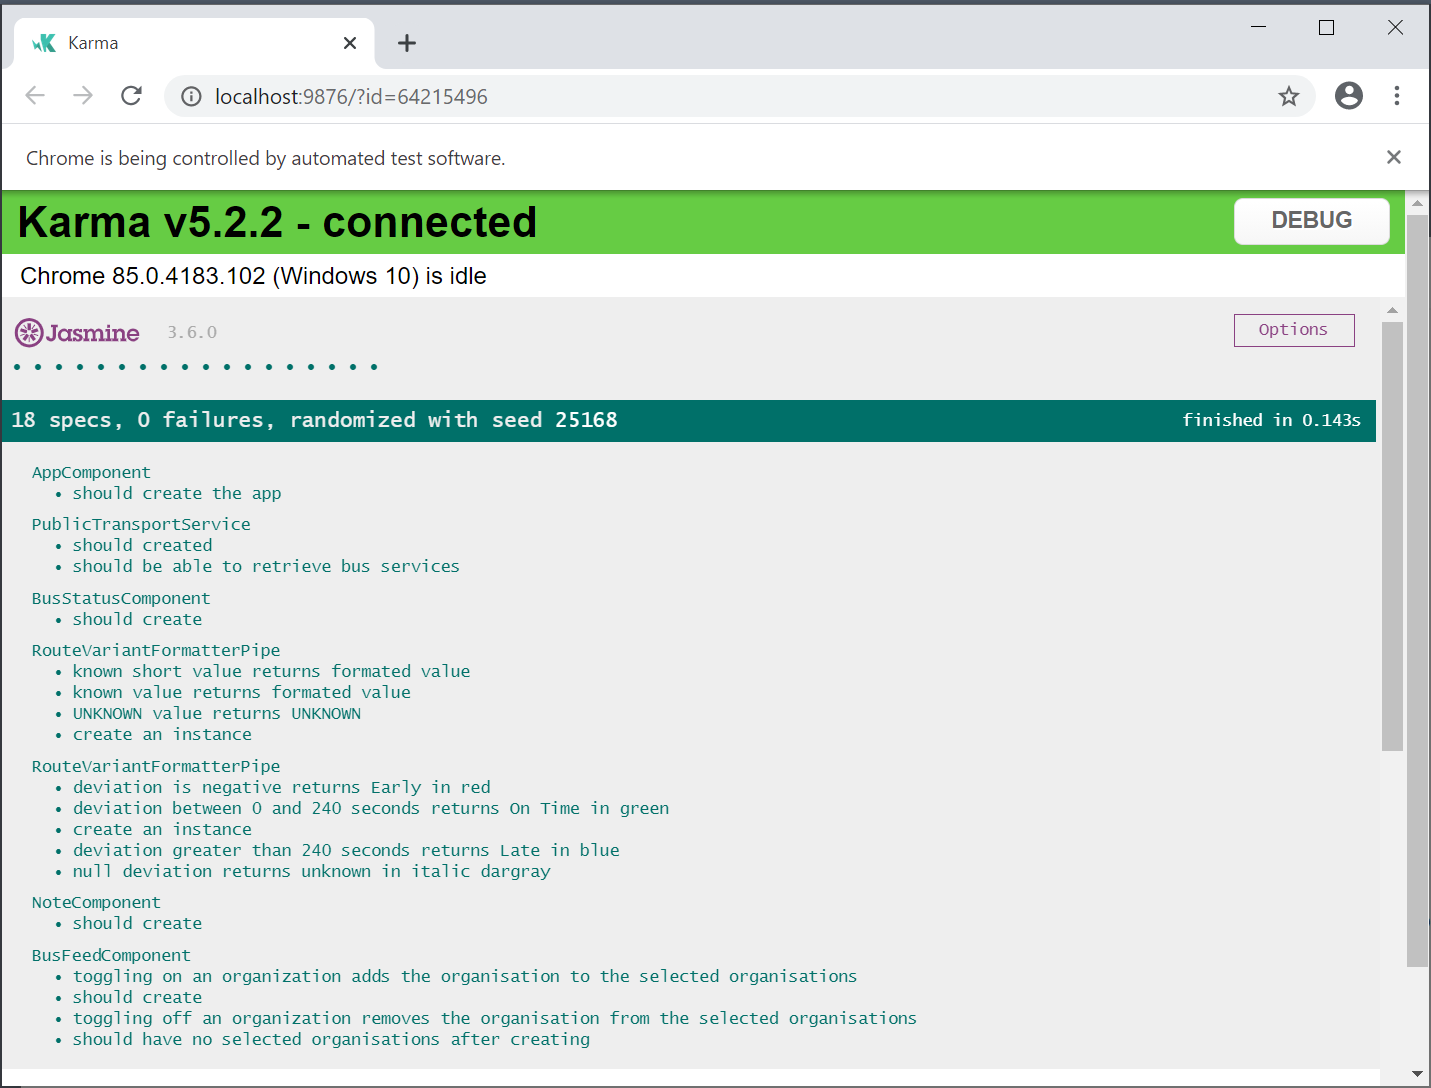 Karma
localhost:9876/?id=64215496
Chrome is being controlled by automated test software.
Karma v5.2.2 - connected
DEBUG
Chrome 85.0.4183.102 (Windows 10) is idle
Jasmine 3.6.0
Options
18 specs, 0 failures, randomized with seed 25168
finished in 0.143s
AppComponent
• should create the app
PublicTransportService
• should created
• should be able to retrieve bus services
BusStatusComponent
• should create
RouteVariantFormatterPipe
• known short value returns formated value
• known value returns formated value
• UNKNOWN value returns UNKNOWN
• create an instance
RouteVariantFormatterPipe
• deviation is negative returns Early in red
• deviation between 0 and 240 seconds returns On Time in green
• create an instance
• deviation greater than 240 seconds returns Late in blue
• null deviation returns unknown in italic dargray
NoteComponent
• should create
BusFeedComponent
• toggling on an organization adds the organisation to the selected organisations
• should create
• toggling off an organization removes the organisation from the selected organisations
• should have no selected organisations after creating